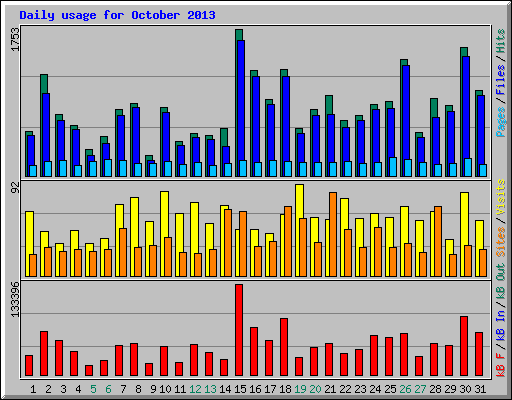 Daily usage for October 2013
1753
Pages / Files / Hits
92
Sites / Visits
133396
kB F / kB In / kB Out
1 2 3 4 5 6 7 8 9 10 11 12 13 14 15 16 17 18 19 20 21 22 23 24 25 26 27 28 29 30 31